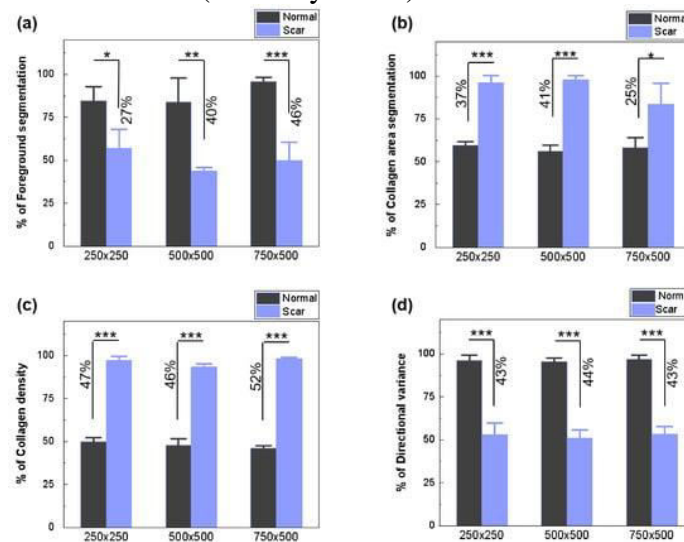 (a)
Normal
Scar
% of Foreground segmentation
100
75
50
25
0
*
**
***
27%
40%
46%
250x250
500x500
750x500
(b)
Normal
Scar
% of Collagen area segmentation
100
75
50
25
0
***
***
*
37%
41%
25%
250x250
500x500
750x500
(c)
Normal
Scar
% of Collagen density
100
75
50
25
0
***
***
***
47%
46%
52%
250x250
500x500
750x500
(d)
Normal
Scar
% of Directional variance
100
75
50
25
0
***
***
***
43%
44%
43%
250x250
500x500
750x500